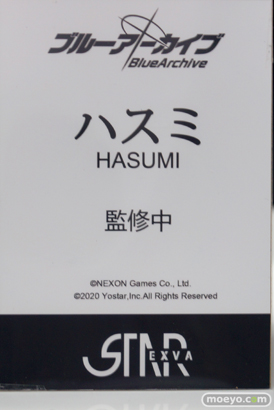 ブルーアーカイブ
BlueArchive
ハスミ
HASUMI
監修中
©NEXON Games Co., Ltd.
©2020 Yostar,Inc.All Rights Reserved
STAR
EXVA
moeyo.com